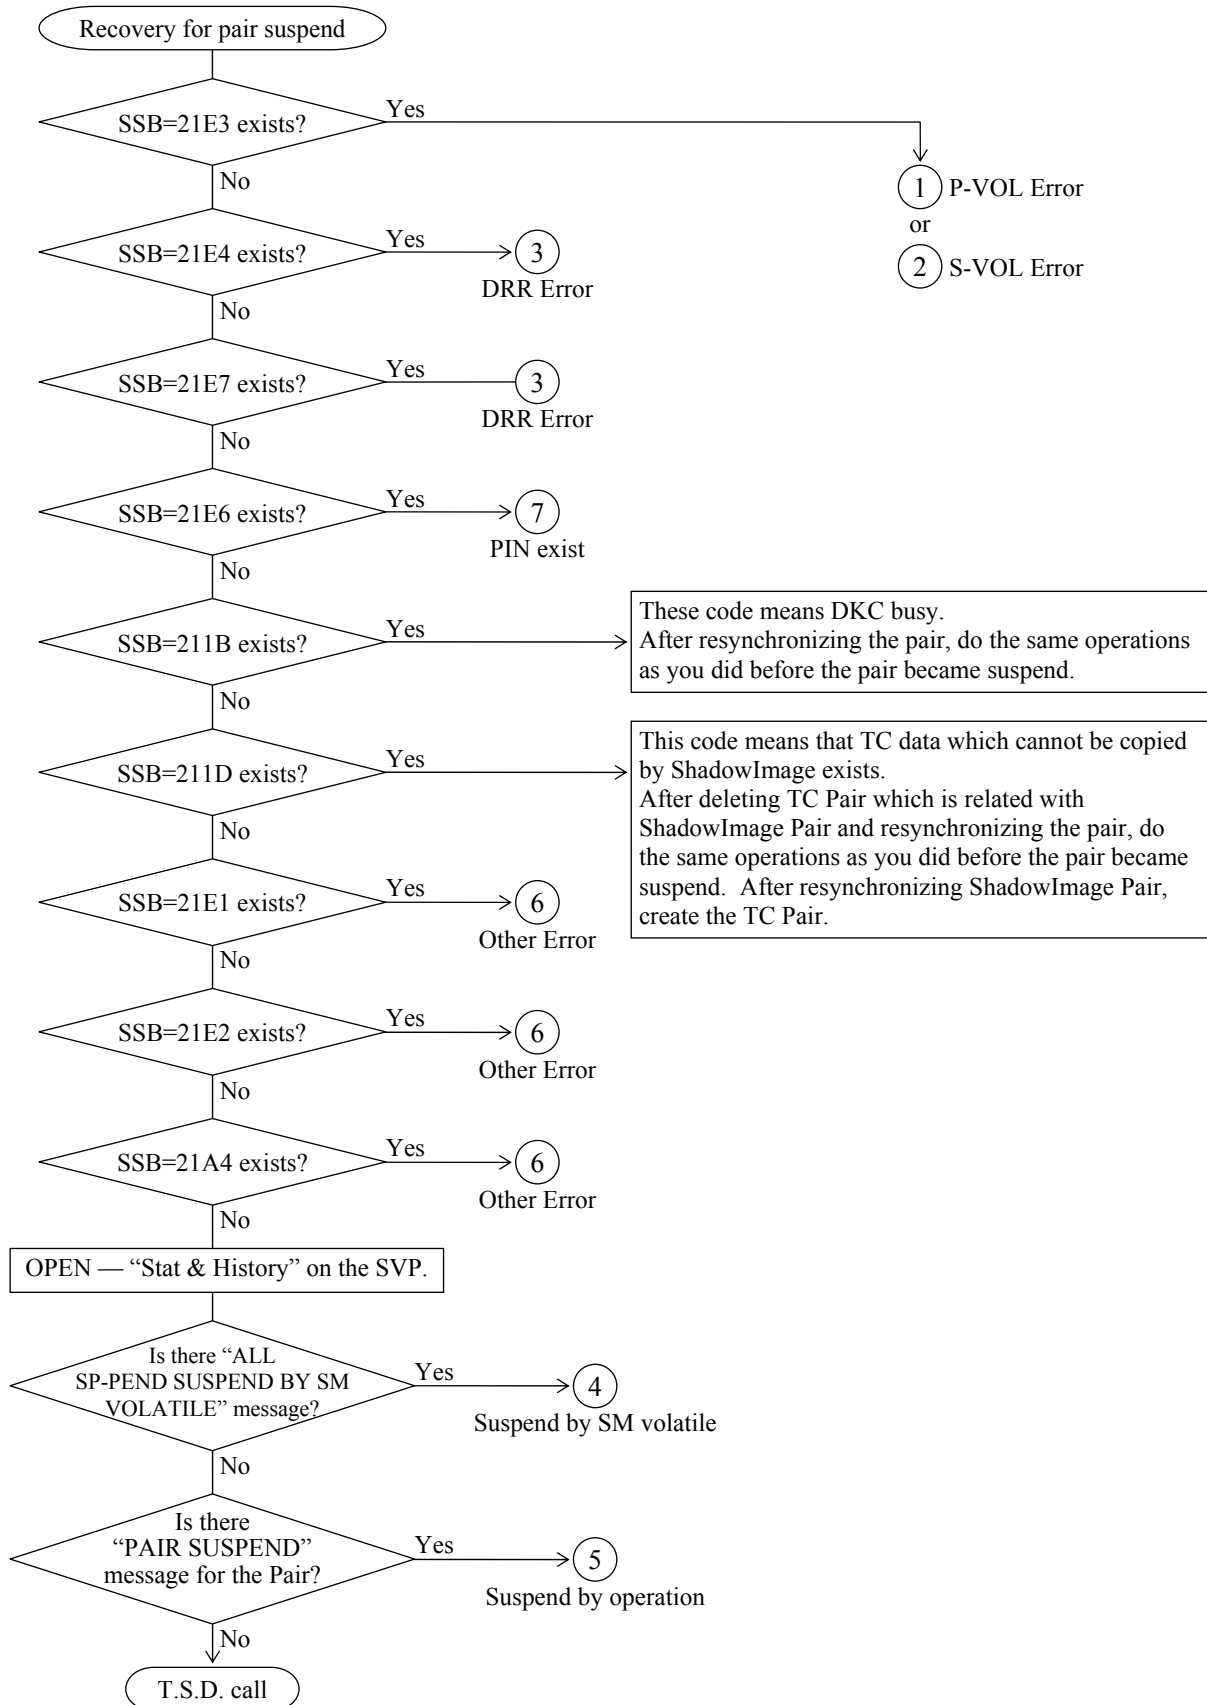 Recovery for pair suspend
SSB=21E3 exists?
Yes
No
1 P-VOL Error
or
2 S-VOL Error
SSB=21E4 exists?
Yes
3
DRR Error
No
SSB=21E7 exists?
Yes
3
DRR Error
No
SSB=21E6 exists?
Yes
7
PIN exist
No
SSB=211B exists?
Yes
These code means DKC busy.
After resynchronizing the pair, do the same operations
as you did before the pair became suspend.
No
SSB=211D exists?
Yes
This code means that TC data which cannot be copied
by ShadowImage exists.
After deleting TC Pair which is related with
ShadowImage Pair and resynchronizing the pair, do
the same operations as you did before the pair became
suspend.  After resynchronizing ShadowImage Pair,
create the TC Pair.
No
SSB=21E1 exists?
Yes
6
Other Error
No
SSB=21E2 exists?
Yes
6
Other Error
No
SSB=21A4 exists?
Yes
6
Other Error
No
OPEN — “Stat & History” on the SVP.
Is there “ALL
SP-PEND SUSPEND BY SM
VOLATILE” message?
Yes
4
Suspend by SM volatile
No
Is there
“PAIR SUSPEND”
message for the Pair?
Yes
5
Suspend by operation
No
T.S.D. call